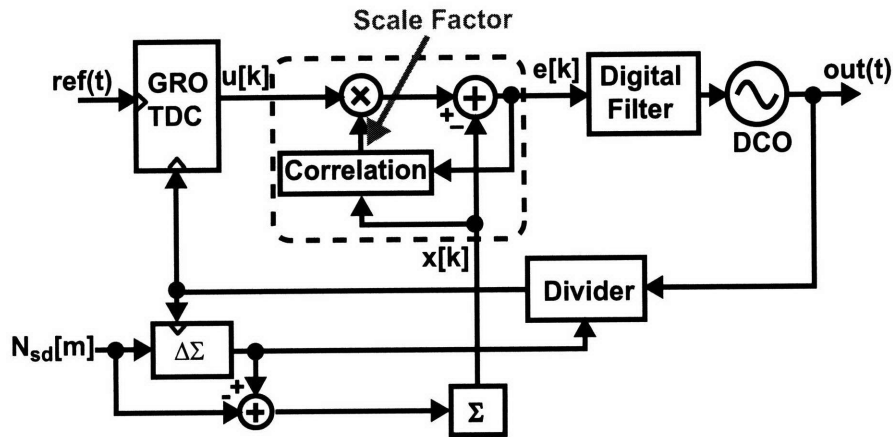 Scale Factor
ref(t)
GRO
TDC
u[k]
×
+
+
−
e[k]
Digital
Filter
DCO
out(t)
Correlation
x[k]
Divider
N_sd[m]
ΔΣ
+
-
+
Σ